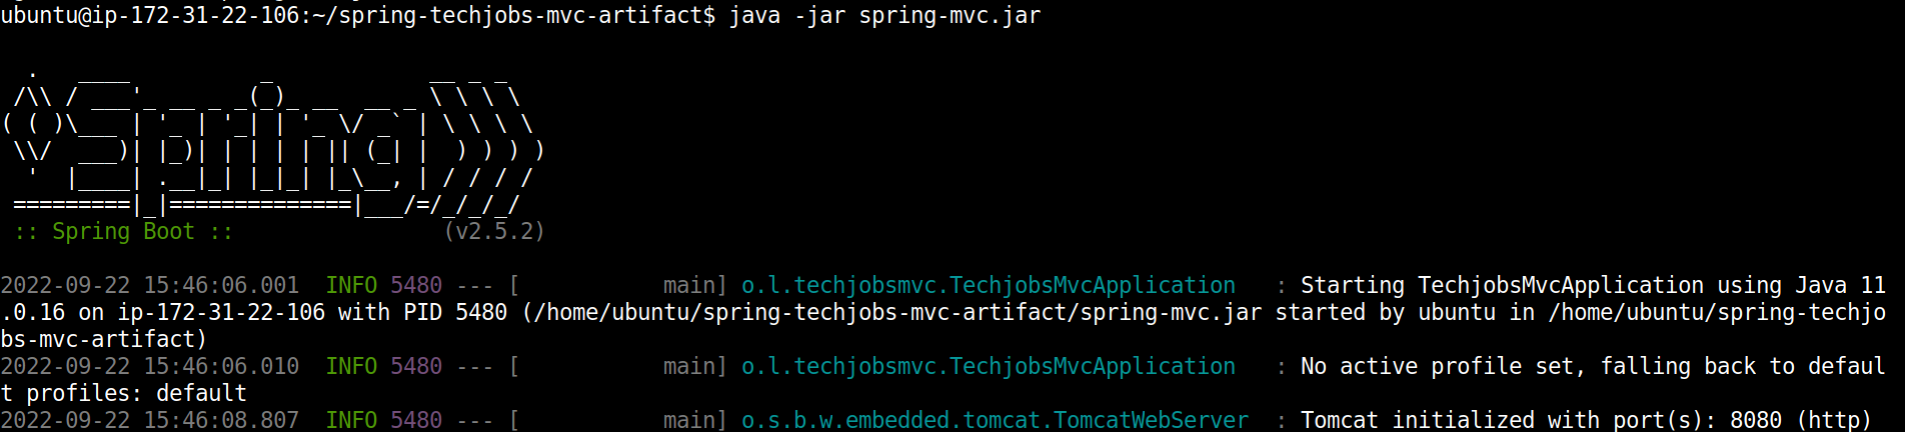 ubuntu@ip-172-31-22-106:~/spring-techjobs-mvc-artifact$ java -jar spring-mvc.jar

  .   ____          _            __ _ _
 /\\ / ___'_ __ _ _(_)_ __  __ _ \ \ \ \
( ( )\___ | '_ | '_| | '_ \/ _` | \ \ \ \
 \\/  ___)| |_)| | | | | || (_| |  ) ) ) )
  '  |____| .__|_| |_|_| |_\__, | / / / /
 =========|_|==============|___/=/_/_/_/
 :: Spring Boot ::                (v2.5.2)

2022-09-22 15:46:06.001  INFO 5480 --- [           main] o.l.techjobsmvc.TechjobsMvcApplication   : Starting TechjobsMvcApplication using Java 11
.0.16 on ip-172-31-22-106 with PID 5480 (/home/ubuntu/spring-techjobs-mvc-artifact/spring-mvc.jar started by ubuntu in /home/ubuntu/spring-techjo
bs-mvc-artifact)
2022-09-22 15:46:06.010  INFO 5480 --- [           main] o.l.techjobsmvc.TechjobsMvcApplication   : No active profile set, falling back to defaul
t profiles: default
2022-09-22 15:46:08.807  INFO 5480 --- [           main] o.s.b.w.embedded.tomcat.TomcatWebServer  : Tomcat initialized with port(s): 8080 (http)